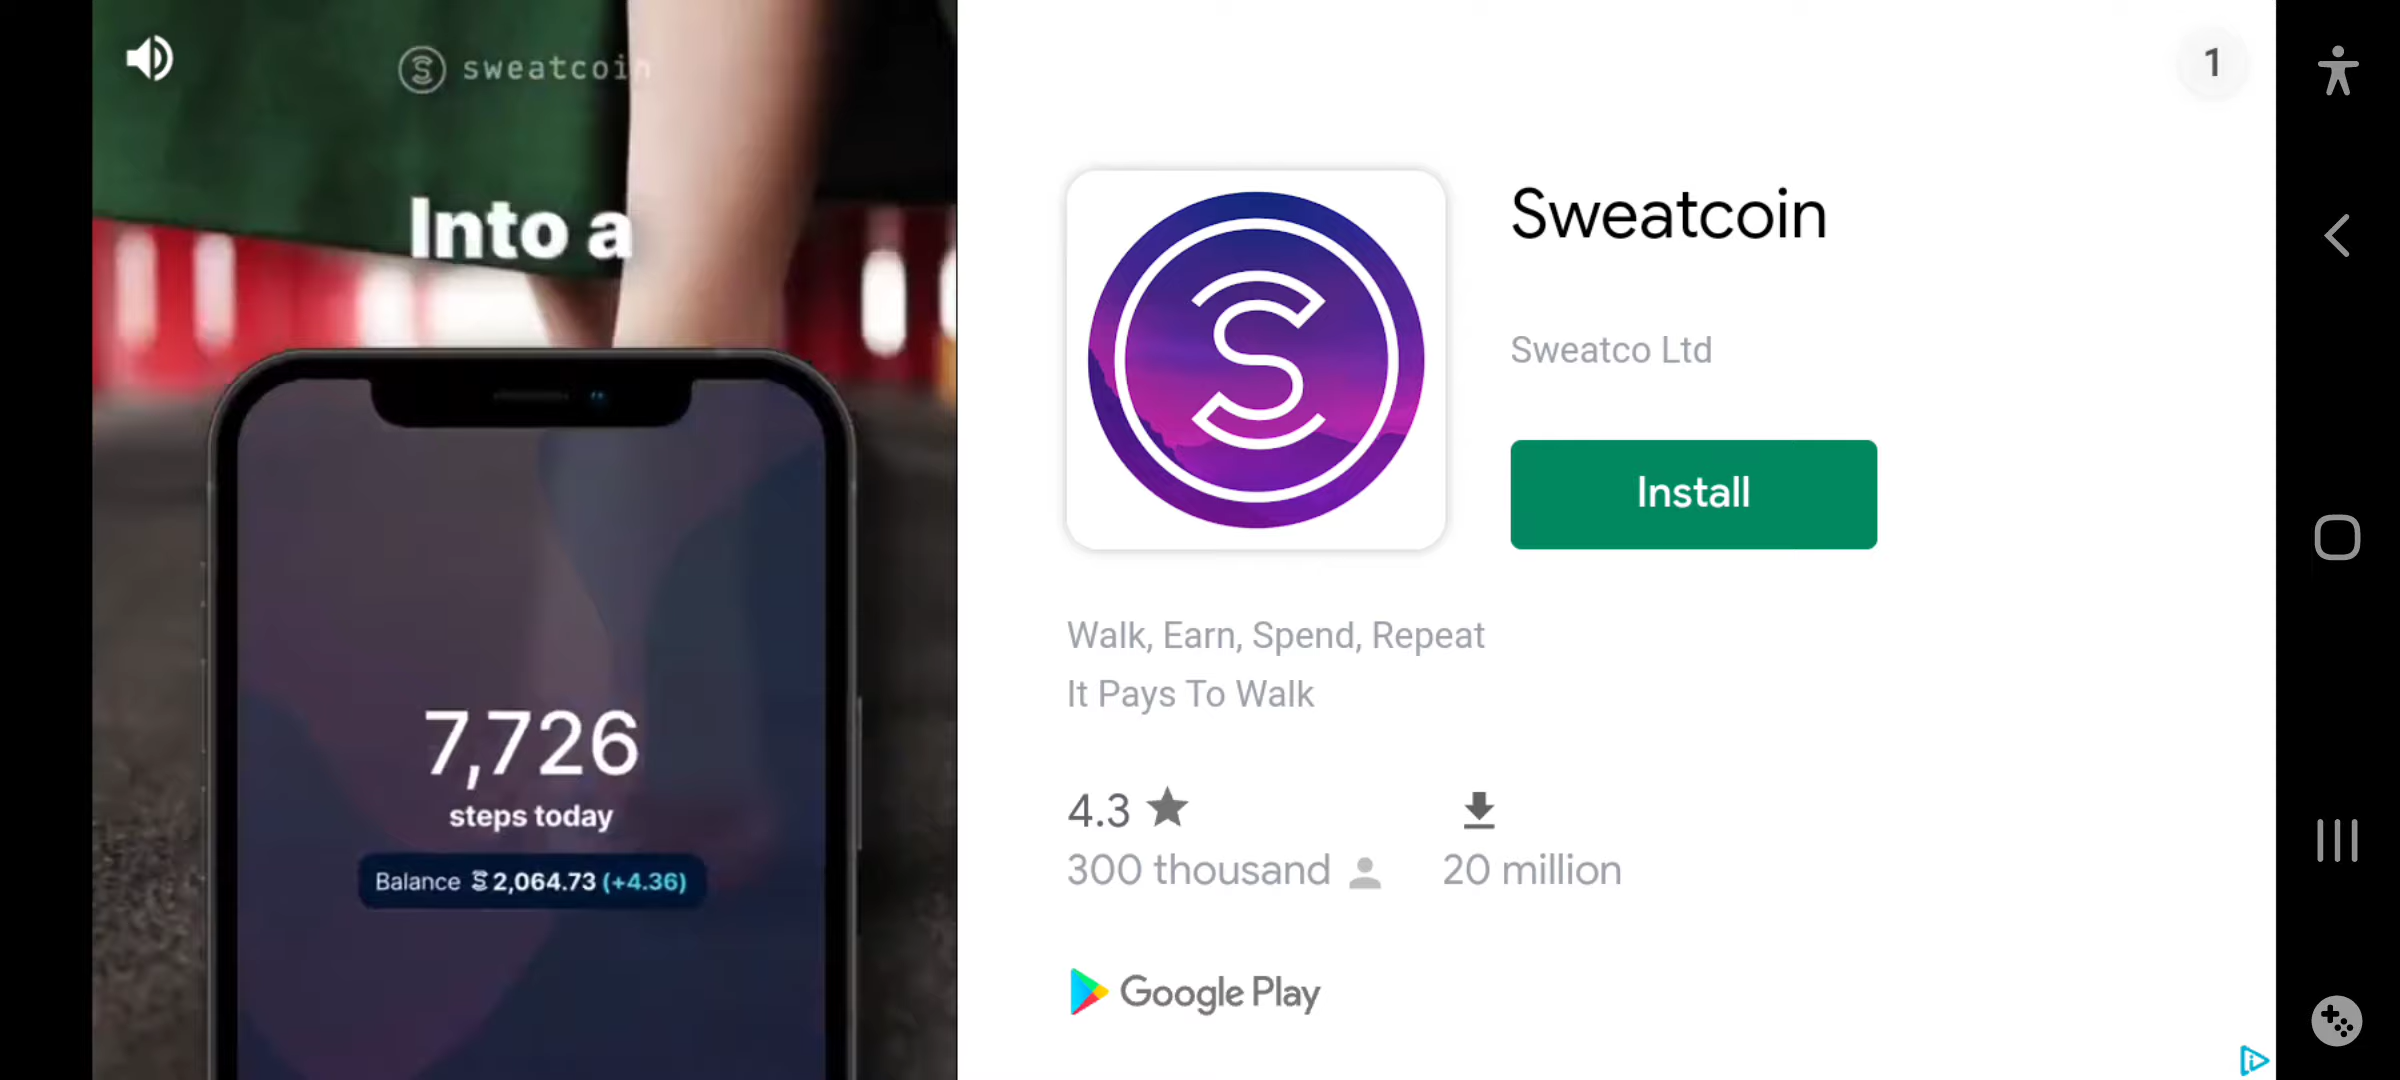 sweatcoin
Into a
7,726
steps today
Balance 2,064.73 (+4.36)
1
Sweatcoin
Sweatco Ltd
Install
Walk, Earn, Spend, Repeat
It Pays To Walk
4.3
300 thousand
20 million
Google Play